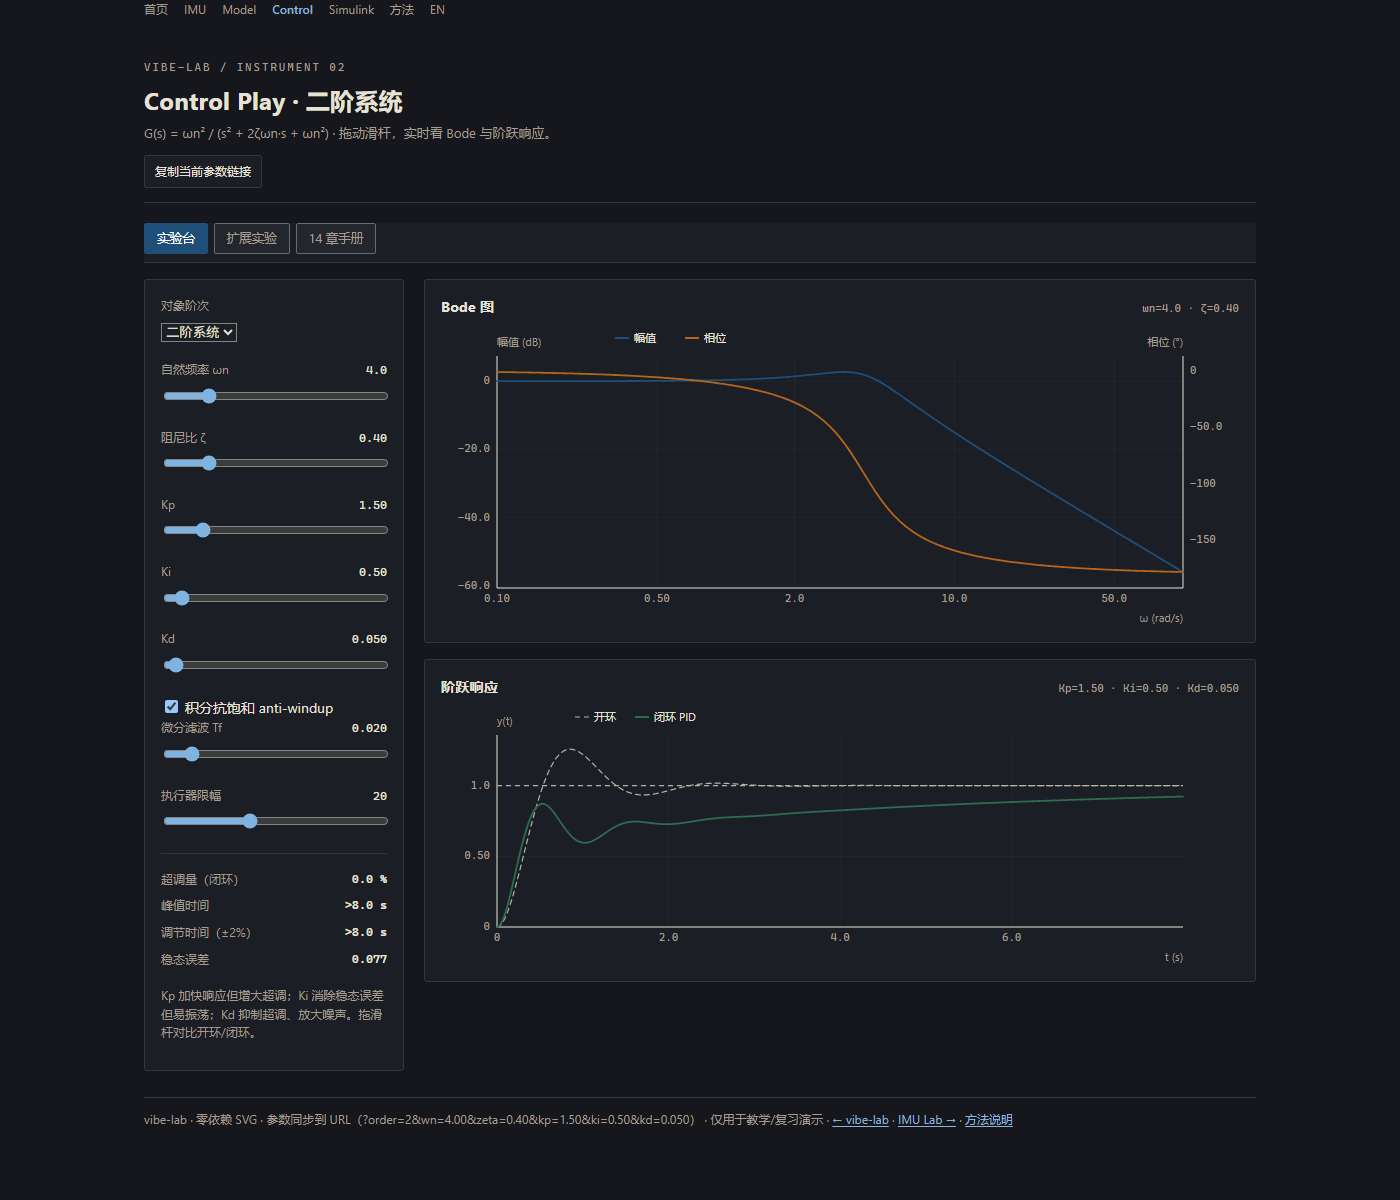 首页 IMU Model Control Simulink 方法 EN
VIBE-LAB / INSTRUMENT 02
Control Play · 二阶系统
G(s) = ωn² / (s² + 2ζωn·s + ωn²) · 拖动滑杆，实时看 Bode 与阶跃响应。
复制当前参数链接
实验台 扩展实验 14 章手册
对象阶次
二阶系统
自然频率 ωn 4.0
阻尼比 ζ 0.40
Kp 1.50
Ki 0.50
Kd 0.050
积分抗饱和 anti-windup
微分滤波 Tf 0.020
执行器限幅 20
超调量（闭环） 0.0 %
峰值时间 >8.0 s
调节时间（±2%） >8.0 s
稳态误差 0.077
Kp 加快响应但增大超调；Ki 消除稳态误差
但易振荡；Kd 抑制超调、放大噪声。拖滑
杆对比开环/闭环。
Bode 图 ωn=4.0 · ζ=0.40
幅值 (dB) 幅值 相位 相位 (°)
0 0
−20.0 −50.0
−40.0 −100
−60.0 −150
0.10 0.50 2.0 10.0 50.0
ω (rad/s)
阶跃响应 Kp=1.50 · Ki=0.50 · Kd=0.050
y(t) 开环 闭环 PID
1.0
0.50
0
0 2.0 4.0 6.0
t (s)
vibe-lab · 零依赖 SVG · 参数同步到 URL（?order=2&wn=4.00&zeta=0.40&kp=1.50&ki=0.50&kd=0.050） · 仅用于教学/复习演示 · ← vibe-lab · IMU Lab → · 方法说明